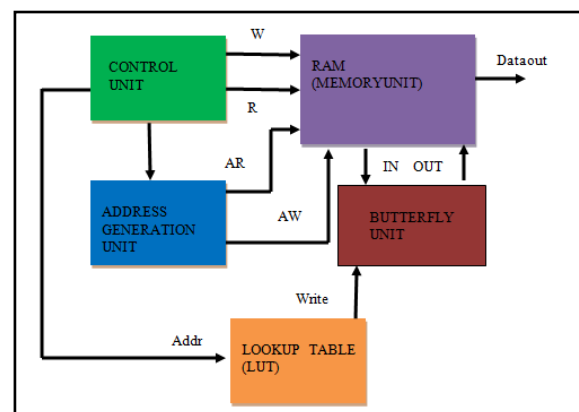 W
CONTROL
UNIT
RAM
(MEMORYUNIT)
Dataout
R
AR
IN OUT
ADDRESS
GENERATION
UNIT
AW
BUTTERFLY
UNIT
Write
Addr
LOOKUP TABLE
(LUT)